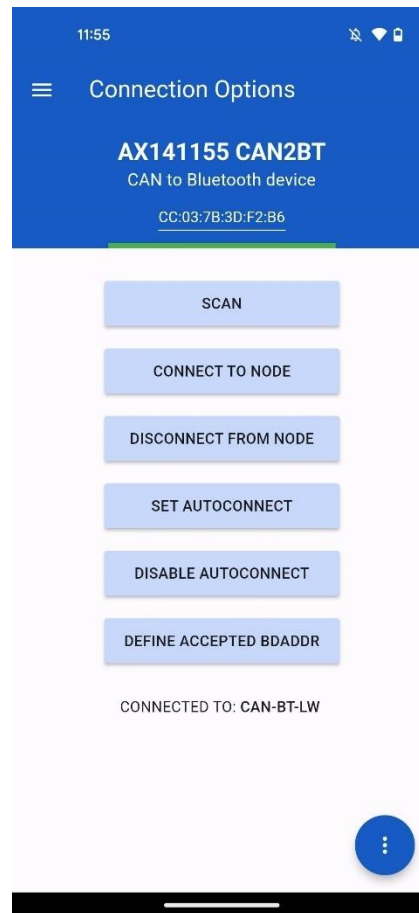 11:55
Connection Options
AX141155 CAN2BT
CAN to Bluetooth device
CC:03:7B:3D:F2:B6
SCAN
CONNECT TO NODE
DISCONNECT FROM NODE
SET AUTOCONNECT
DISABLE AUTOCONNECT
DEFINE ACCEPTED BDADDR
CONNECTED TO: CAN-BT-LW